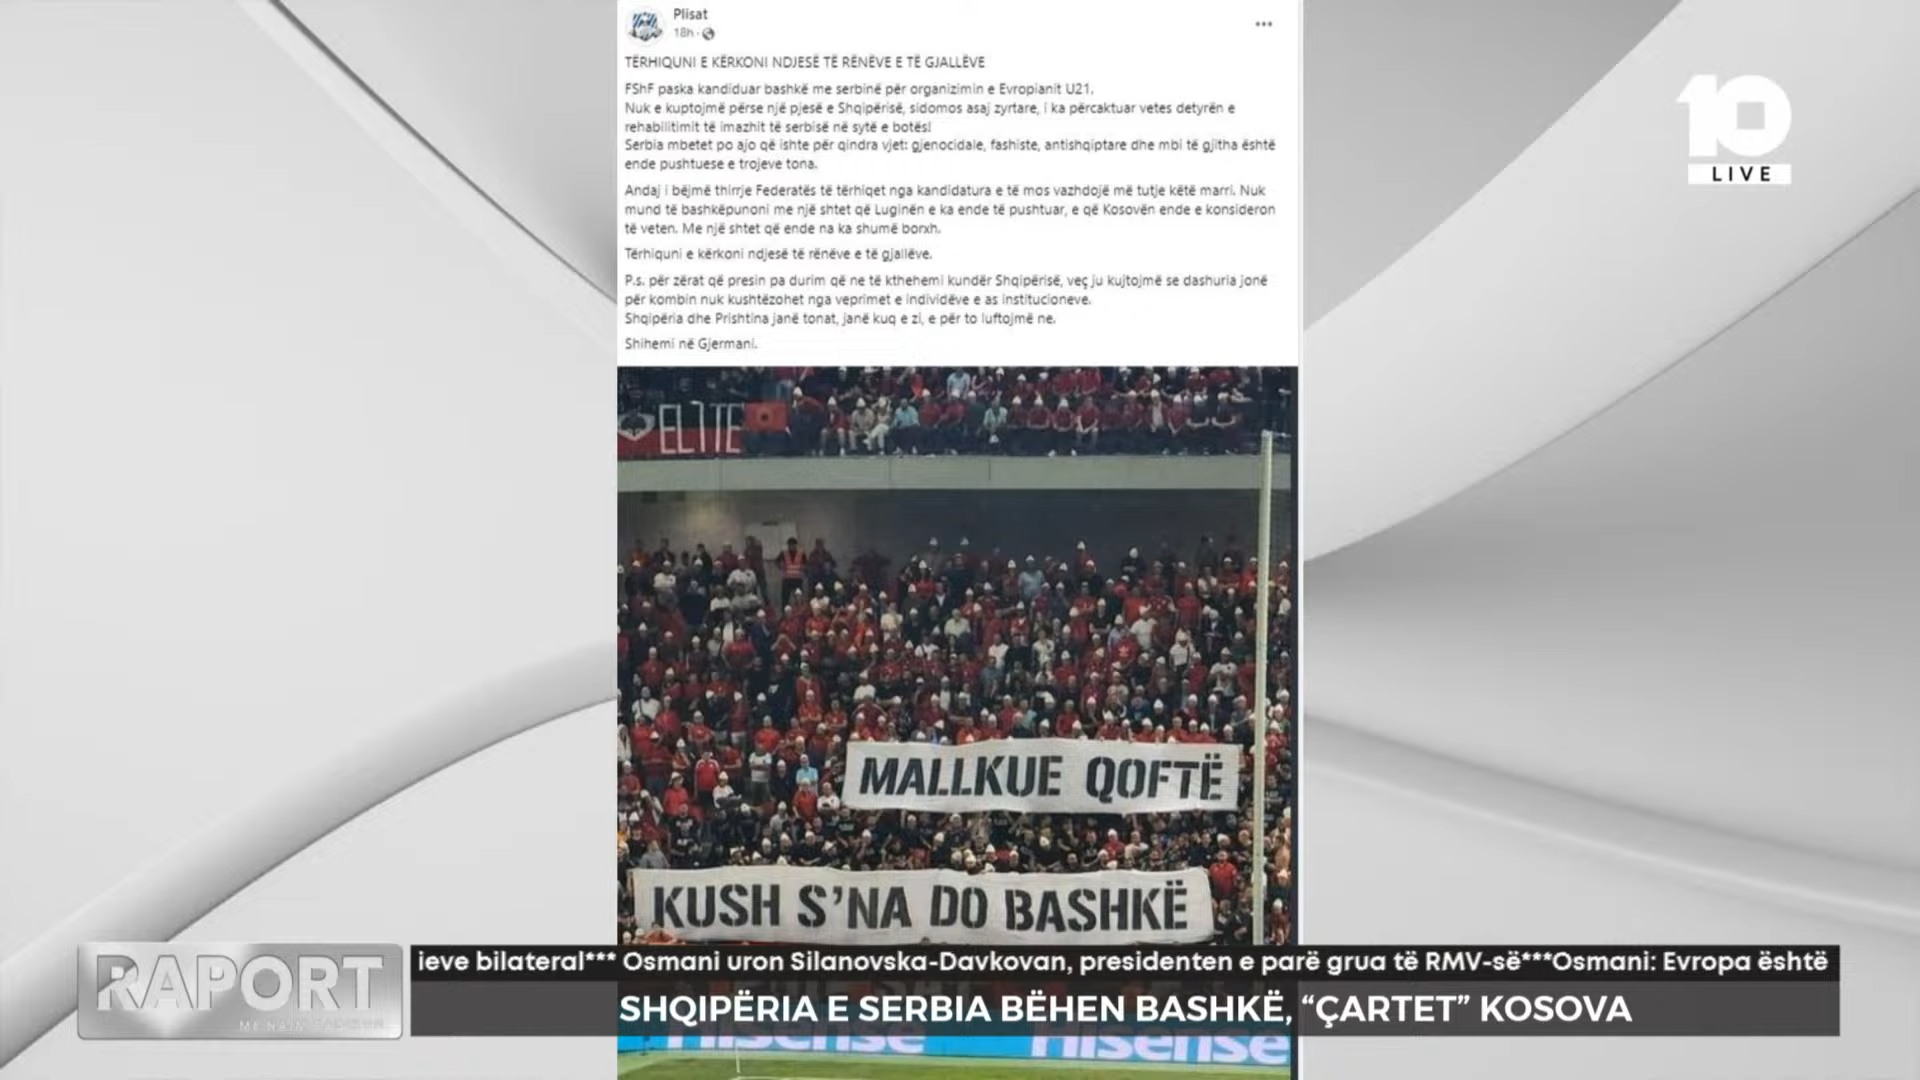 Plisat
18h
TËRHIQUNI E KËRKONI NDJESË TË RËNËVE E TË GJALLËVE
FShF paska kandiduar bashkë me serbinë për organizimin e Evropianit U21.
Nuk e kuptojmë përse një pjesë e Shqipërisë, sidomos asaj zyrtare, i ka përcaktuar vetes detyrën e
rehabilitimit të imazhit të serbisë në sytë e botës!
Serbia mbetet po ajo që ishte për qindra vjet: gjenocidale, fashiste, antishqiptare dhe mbi të gjitha është
ende pushtuese e trojeve tona.
Andaj i bëjmë thirrje Federatës të tërhiqet nga kandidatura e të mos vazhdojë më tutje këtë marri. Nuk
mund të bashkëpunoni me një shtet që Luginën e ka ende të pushtuar, e që Kosovën ende e konsideron
të veten. Me një shtet që ende na ka shumë borxh.
Tërhiquni e kërkoni ndjesë të rënëve e të gjallëve.
P.s. për zërat që presin pa durim që ne të kthehemi kundër Shqipërisë, veç ju kujtojmë se dashuria jonë
për kombin nuk kushtëzohet nga veprimet e individëve e as institucioneve.
Shqipëria dhe Prishtina janë tonat, janë kuq e zi, e për to luftojmë ne.
Shihemi në Gjermani.
10
LIVE
ELITE
MALLKUE QOFTË
KUSH S'NA DO BASHKË
RAPORT
ieve bilateral*** Osmani uron Silanovska-Davkovan, presidenten e parë grua të RMV-së***Osmani: Evropa është
SHQIPËRIA E SERBIA BËHEN BASHKË, “ÇARTET” KOSOVA
Hisense Hisense